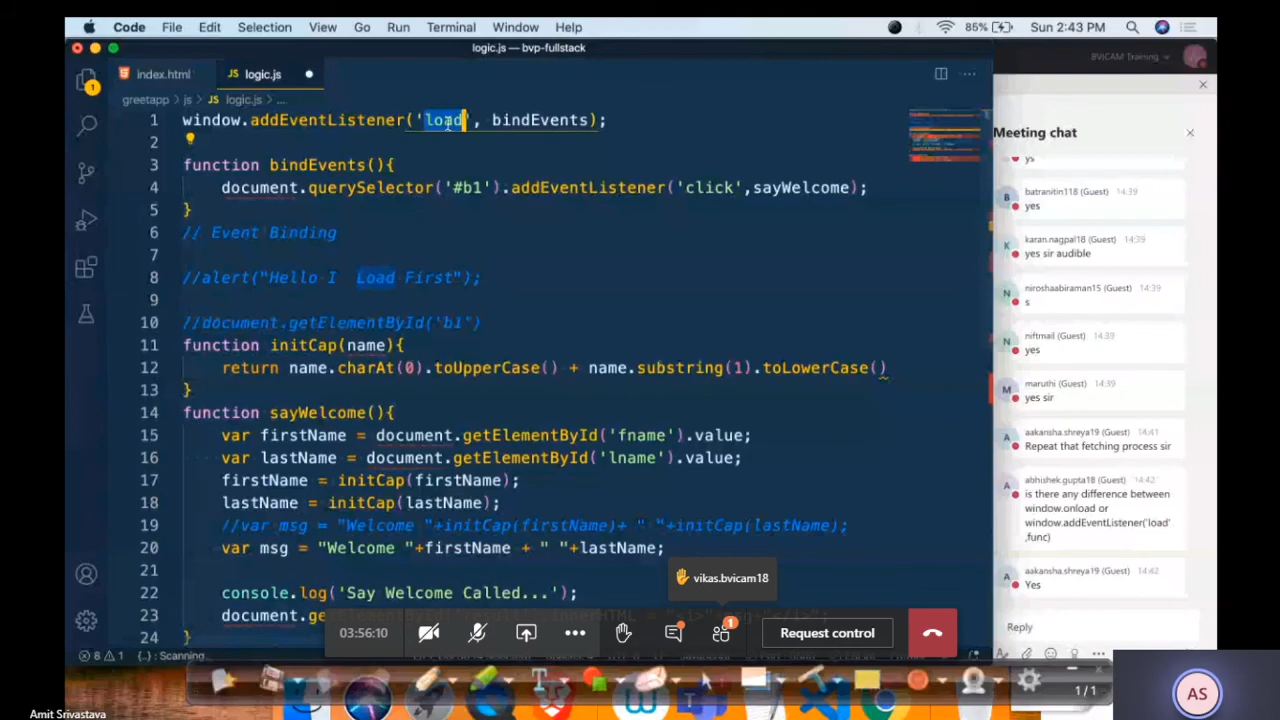 Code File Edit Selection View Go Run Terminal Window Help
85% Sun 2:43 PM
logic.js — bvp-fullstack
index.html
JS logic.js
greetapp › js › JS logic.js › ...
1 window.addEventListener('load', bindEvents);
2
3 function bindEvents(){
4 document.querySelector('#b1').addEventListener('click',sayWelcome);
5 }
6 // Event Binding
7
8 //alert("Hello I Load First");
9
10 //document.getElementById('b1")
11 function initCap(name){
12 return name.charAt(0).toUpperCase() + name.substring(1).toLowerCase()
13 }
14 function sayWelcome(){
15 var firstName = document.getElementById('fname').value;
16 var lastName = document.getElementById('lname').value;
17 firstName = initCap(firstName);
18 lastName = initCap(lastName);
19 //var msg = "Welcome "+initCap(firstName)+ " "+initCap(lastName);
20 var msg = "Welcome "+firstName + " "+lastName;
21
22 console.log('Say Welcome Called...');
23
24 }
1
8 1 {..}: Scanning..
BVICAM Training
Meeting chat
ys
B
batranitin118 (Guest) 14:39
yes
K
karan.nagpal18 (Guest) 14:39
yes sir audible
N
niroshaabiraman15 (Guest) 14:39
s
N
niftmail (Guest) 14:39
yes
M
maruthi (Guest) 14:39
yes sir
A
aakansha.shreya19 (Guest) 14:41
Repeat that fetching process sir
A
abhishek.gupta18 (Guest) 14:42
is there any difference between
window.onload or
window.addEventListener('load'
,func)
A
aakansha.shreya19 (Guest) 14:42
Yes
Reply
vikas.bvicam18
03:56:10
1
Request control
1/1
AS
Amit Srivastava